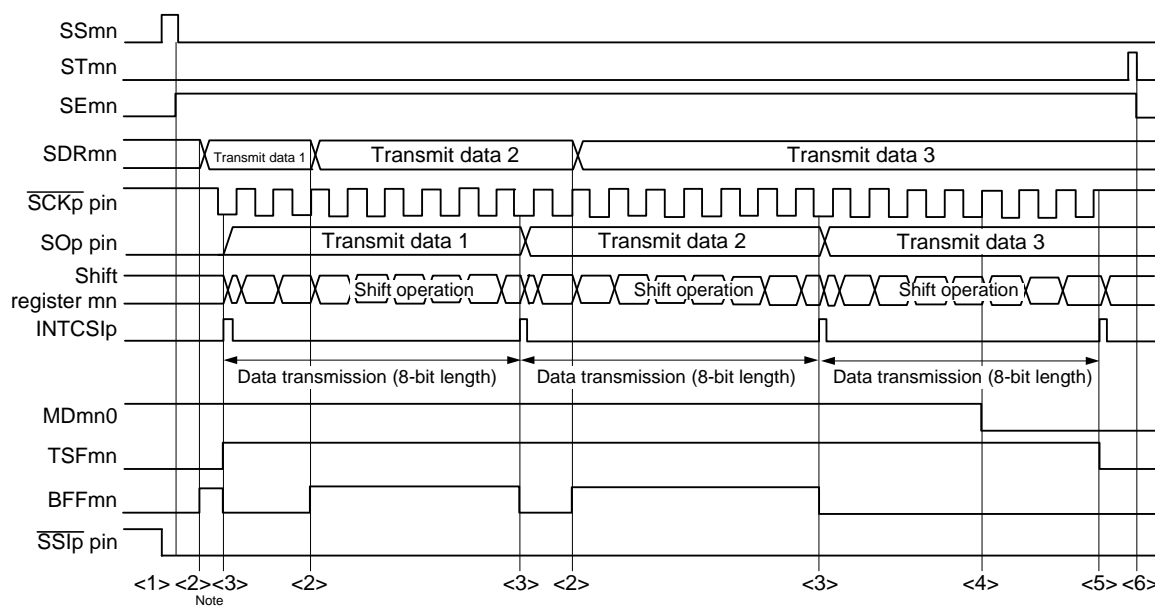 SSmn
STmn
SEmn
SDRmn
Transmit data 1
Transmit data 2
Transmit data 3
SCKp pin
SOp pin
Transmit data 1
Transmit data 2
Transmit data 3
Shift
register mn
Shift operation
Shift operation
Shift operation
INTCSIp
Data transmission (8-bit length)
Data transmission (8-bit length)
Data transmission (8-bit length)
MDmn0
TSFmn
BFFmn
SSIp pin
<1> <2> <3> <2> <3> <2> <3> <4> <5> <6>
Note